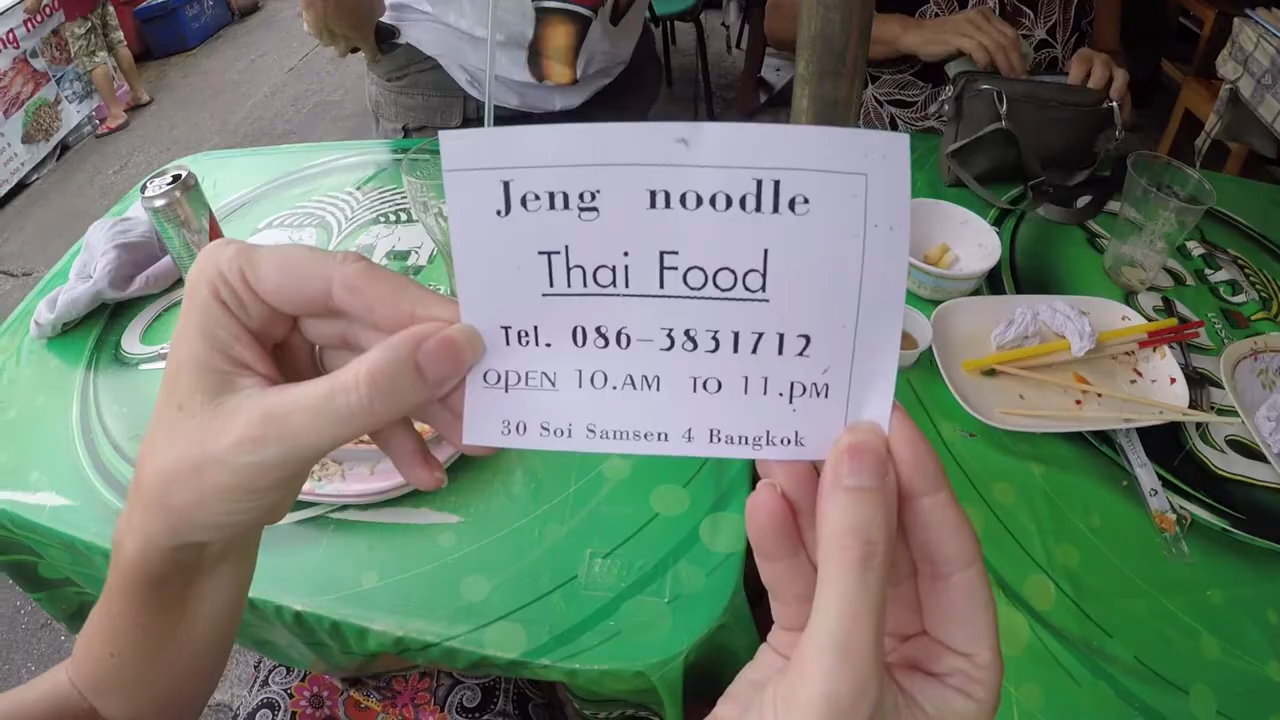 Jeng noodle
Thai Food
Tel. 086-3831712
OPEN 10.AM TO 11.PM
30 Soi Samsen 4 Bangkok